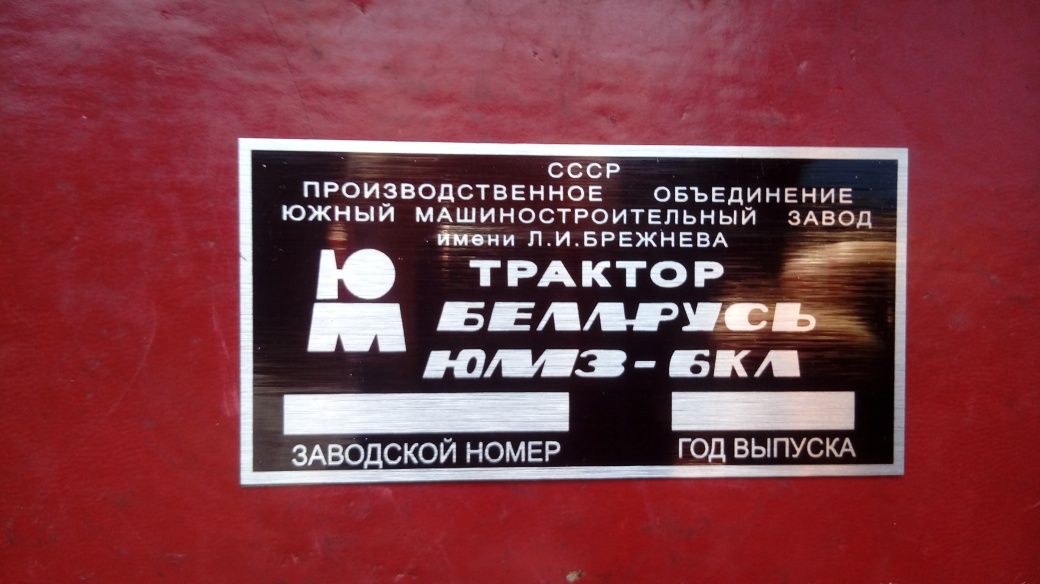 СССР
ПРОИЗВОДСТВЕННОЕ ОБЪЕДИНЕНИЕ
ЮЖНЫЙ МАШИНОСТРОИТЕЛЬНЫЙ ЗАВОД
имени Л.И.БРЕЖНЕВА
ЮМ
ТРАКТОР
БЕЛАРУСЬ
ЮМЗ-6КЛ
ЗАВОДСКОЙ НОМЕР
ГОД ВЫПУСКА